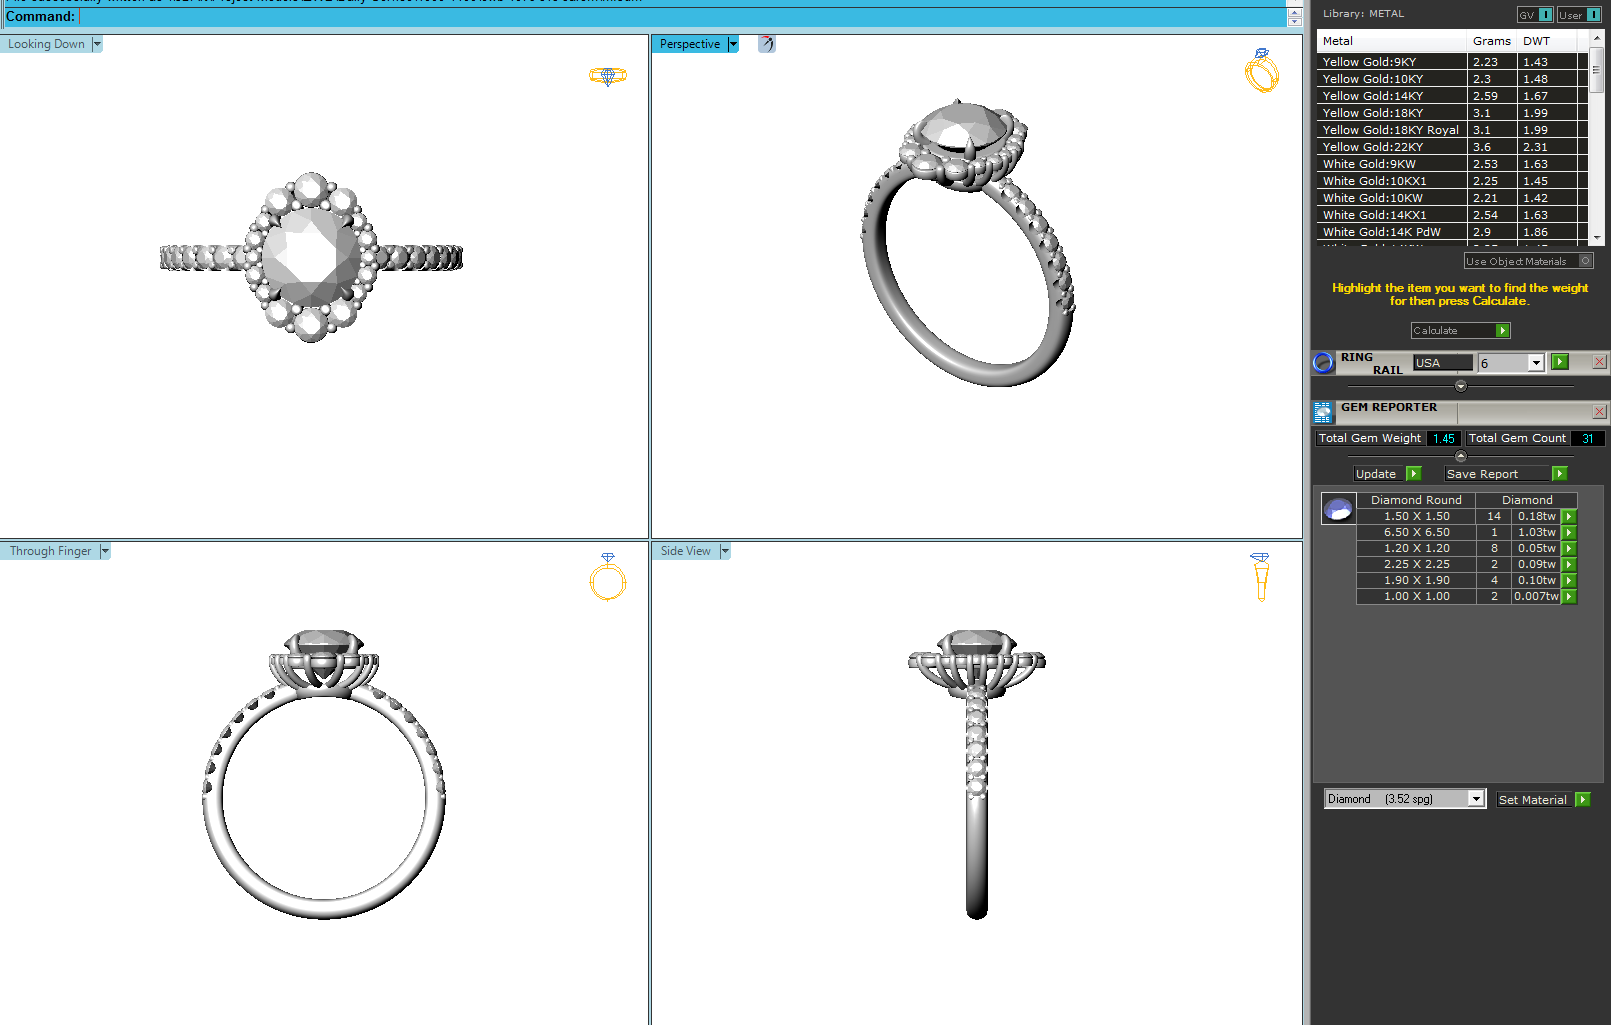 Command:
Looking Down
Perspective
Through Finger
Side View
Library: METAL
GV I User I
Metal Grams DWT
Yellow Gold:9KY 2.23 1.43
Yellow Gold:10KY 2.3 1.48
Yellow Gold:14KY 2.59 1.67
Yellow Gold:18KY 3.1 1.99
Yellow Gold:18KY Royal 3.1 1.99
Yellow Gold:22KY 3.6 2.31
White Gold:9KW 2.53 1.63
White Gold:10KX1 2.25 1.45
White Gold:10KW 2.21 1.42
White Gold:14KX1 2.54 1.63
White Gold:14K PdW 2.9 1.86
Use Object Materials
Highlight the item you want to find the weight
for then press Calculate.
Calculate
RING
RAIL USA 6
GEM REPORTER
Total Gem Weight 1.45 Total Gem Count 31
Update Save Report
Diamond Round Diamond
1.50 X 1.50 14 0.18tw
6.50 X 6.50 1 1.03tw
1.20 X 1.20 8 0.05tw
2.25 X 2.25 2 0.09tw
1.90 X 1.90 4 0.10tw
1.00 X 1.00 2 0.007tw
Diamond (3.52 spg) Set Material